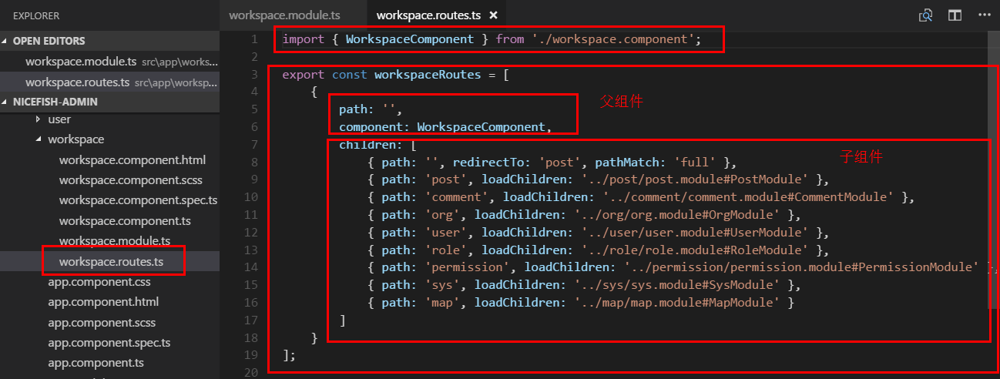 EXPLORER
OPEN EDITORS
workspace.module.ts src\app\works...
workspace.routes.ts src\app\worksp...
NICEFISH-ADMIN
user
workspace
workspace.component.html
workspace.component.scss
workspace.component.spec.ts
workspace.component.ts
workspace.module.ts
workspace.routes.ts
app.component.css
app.component.html
app.component.scss
app.component.spec.ts
app.component.ts
workspace.module.ts workspace.routes.ts ×
1 import { WorkspaceComponent } from './workspace.component';
2
3 export const workspaceRoutes = [
4 {
父组件
5 path: '',
6 component: WorkspaceComponent,
7 children: [
子组件
8 { path: '', redirectTo: 'post', pathMatch: 'full' },
9 { path: 'post', loadChildren: '../post/post.module#PostModule' },
10 { path: 'comment', loadChildren: '../comment/comment.module#CommentModule' },
11 { path: 'org', loadChildren: '../org/org.module#OrgModule' },
12 { path: 'user', loadChildren: '../user/user.module#UserModule' },
13 { path: 'role', loadChildren: '../role/role.module#RoleModule' },
14 { path: 'permission', loadChildren: '../permission/permission.module#PermissionModule' },
15 { path: 'sys', loadChildren: '../sys/sys.module#SysModule' },
16 { path: 'map', loadChildren: '../map/map.module#MapModule' }
17 ]
18 }
19 ];
20